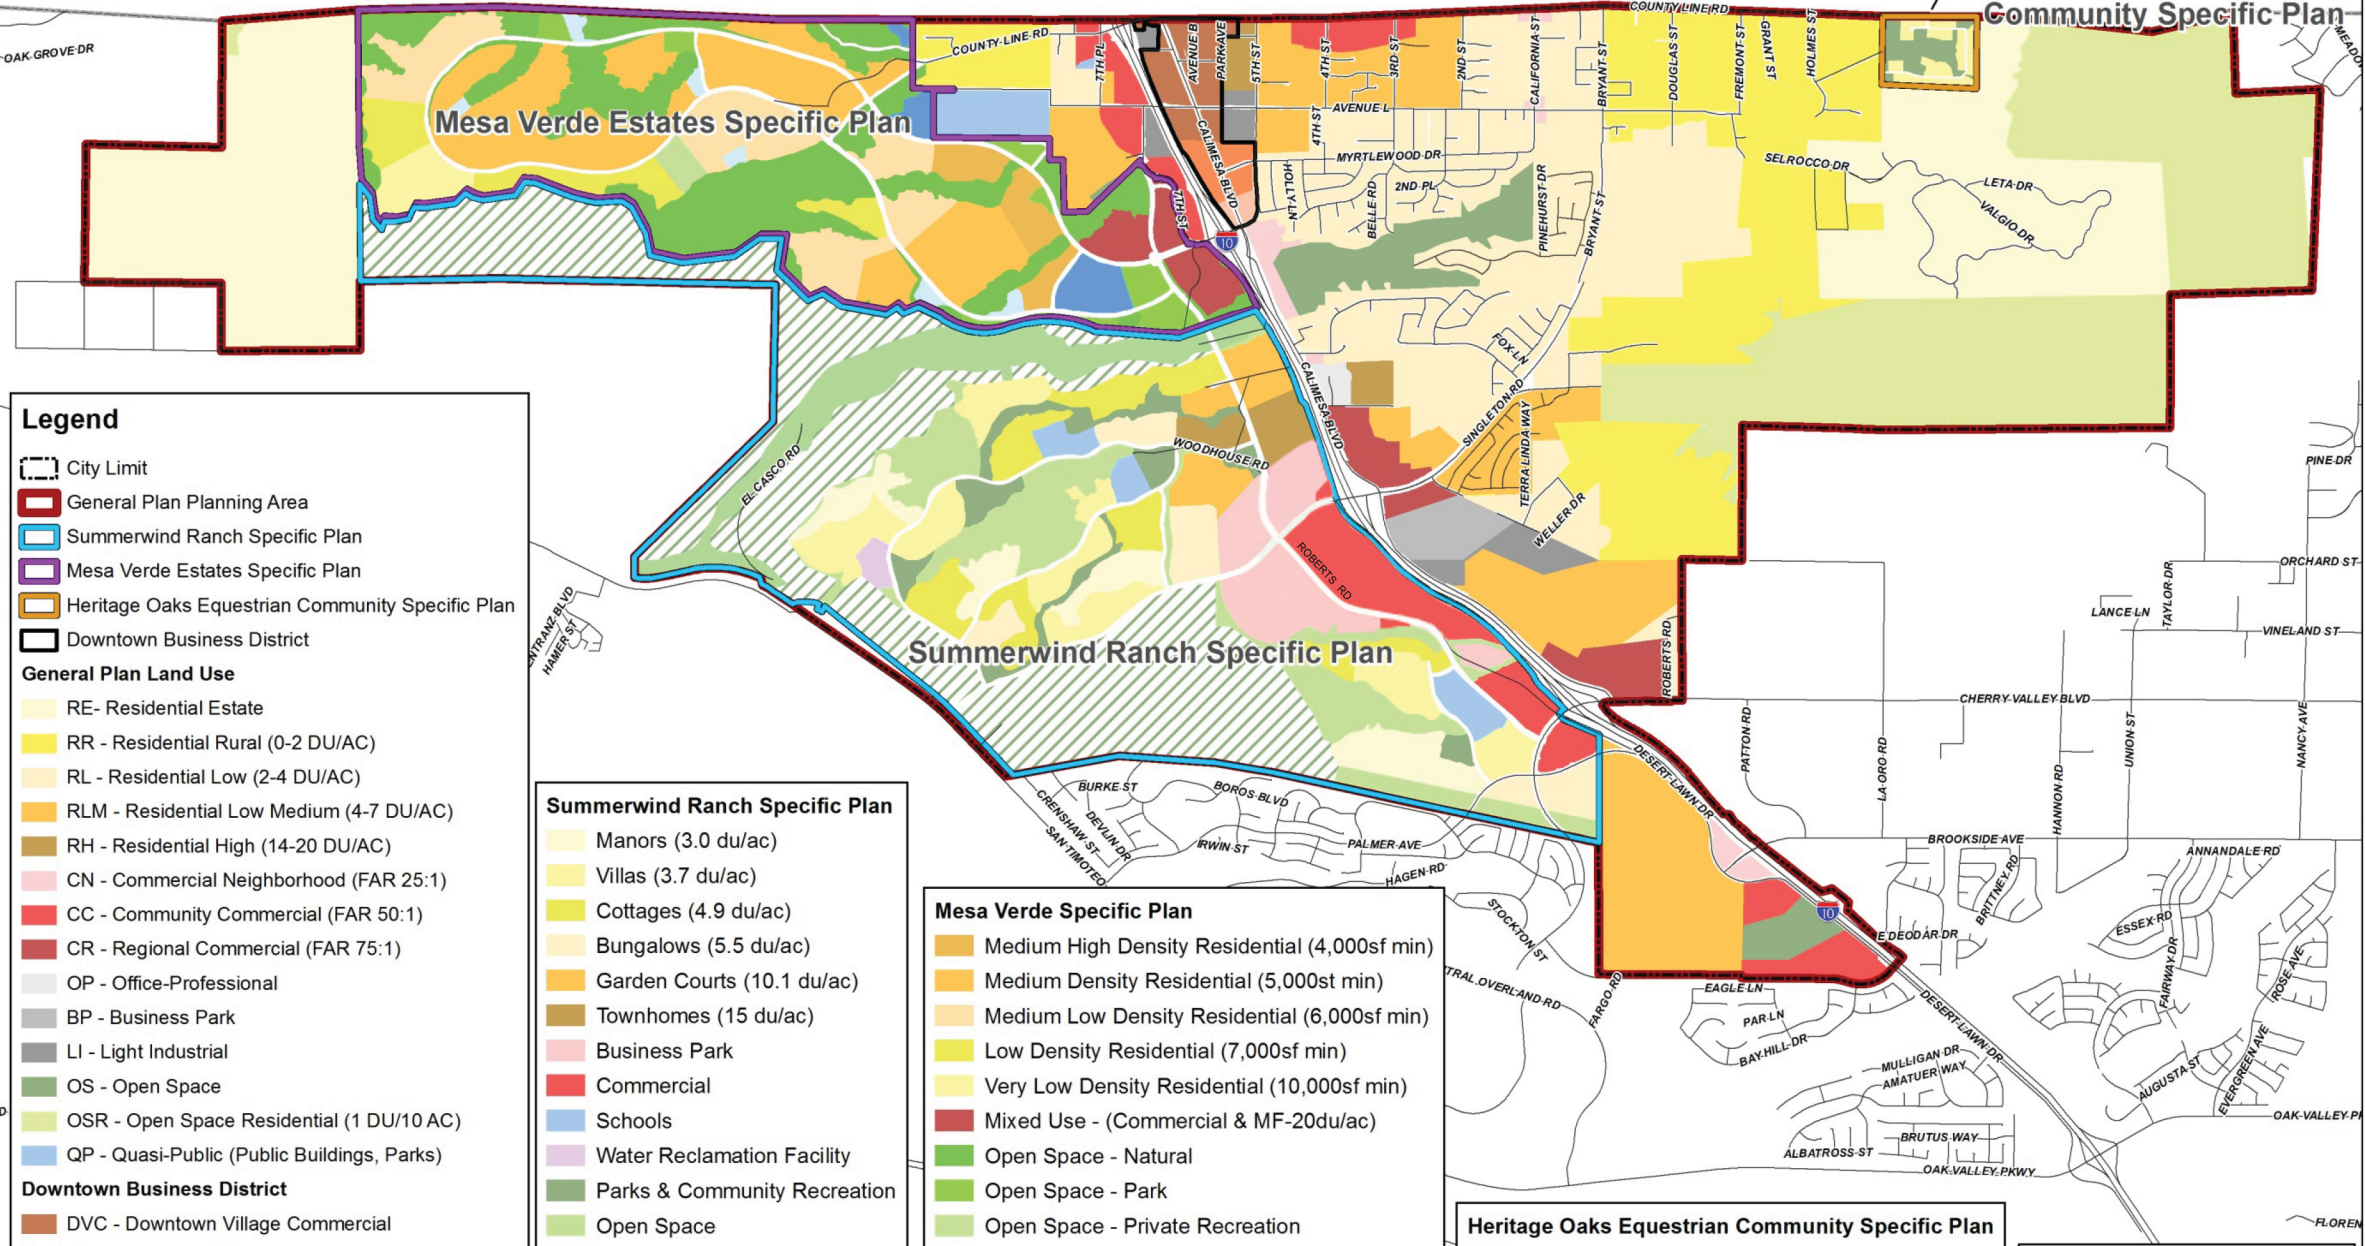 Community Specific Plan
COUNTY LINE RD
OAK GROVE DR
COUNTY LINE RD
7TH PL
AVENUE B
PARK AVE
5TH ST
4TH ST
3RD ST
2ND ST
CALIFORNIA ST
BRYANT ST
DOUGLAS ST
FREMONT ST
GRANT ST
HOLMES ST
Mesa Verde Estates Specific Plan
AVENUE L
4TH ST
CALIMESA BLVD
MYRTLEWOOD DR
SELROCCO DR
HOLLY LN
BELLE RD
2ND PL
PINEHURST DR
BRYANT ST
LETA DR
VALGIO DR
7TH ST
10
FOX LN
CALIMESA BLVD
SINGLETON RD
TERRA LINDA WAY
WELLER DR
WOODHOUSE RD
EL CASCO RD
ROBERTS RD
PINE DR
ORCHARD ST
TAYLOR DR
LANCE LN
VINELAND ST
ROBERTS RD
HAMER ST
Summerwind Ranch Specific Plan
CHERRY VALLEY BLVD
PATTON RD
LA ORO RD
HANNON RD
UNION ST
NANCY AVE
DESERT LAWN DR
BURKE ST
BOROS BLVD
CRENSHAW ST
DEVLIN DR
SAN TIMOTEO
IRWIN ST
PALMER AVE
HAGEN RD
STOCKTON ST
FARGO RD
BROOKSIDE AVE
ANNANDALE RD
BRITTNEY RD
10
E DEODAR DR
ESSEX RD
FAIRWAY DR
ROSE AVE
EAGLE LN
PAR LN
BAY HILL DR
DESERT LAWN DR
MULLIGAN DR
AMATUER WAY
AUGUSTA ST
EVERGREEN AVE
BRUTUS WAY
ALBATROSS ST
OAK VALLEY PKWY
FLOREN
Legend
City Limit
General Plan Planning Area
Summerwind Ranch Specific Plan
Mesa Verde Estates Specific Plan
Heritage Oaks Equestrian Community Specific Plan
Downtown Business District
General Plan Land Use
RE- Residential Estate
RR - Residential Rural (0-2 DU/AC)
RL - Residential Low (2-4 DU/AC)
RLM - Residential Low Medium (4-7 DU/AC)
RH - Residential High (14-20 DU/AC)
CN - Commercial Neighborhood (FAR 25:1)
CC - Community Commercial (FAR 50:1)
CR - Regional Commercial (FAR 75:1)
OP - Office-Professional
BP - Business Park
LI - Light Industrial
OS - Open Space
OSR - Open Space Residential (1 DU/10 AC)
QP - Quasi-Public (Public Buildings, Parks)
Downtown Business District
DVC - Downtown Village Commercial
Summerwind Ranch Specific Plan
Manors (3.0 du/ac)
Villas (3.7 du/ac)
Cottages (4.9 du/ac)
Bungalows (5.5 du/ac)
Garden Courts (10.1 du/ac)
Townhomes (15 du/ac)
Business Park
Commercial
Schools
Water Reclamation Facility
Parks & Community Recreation
Open Space
Mesa Verde Specific Plan
Medium High Density Residential (4,000sf min)
Medium Density Residential (5,000st min)
Medium Low Density Residential (6,000sf min)
Low Density Residential (7,000sf min)
Very Low Density Residential (10,000sf min)
Mixed Use - (Commercial & MF-20du/ac)
Open Space - Natural
Open Space - Park
Open Space - Private Recreation
Heritage Oaks Equestrian Community Specific Plan